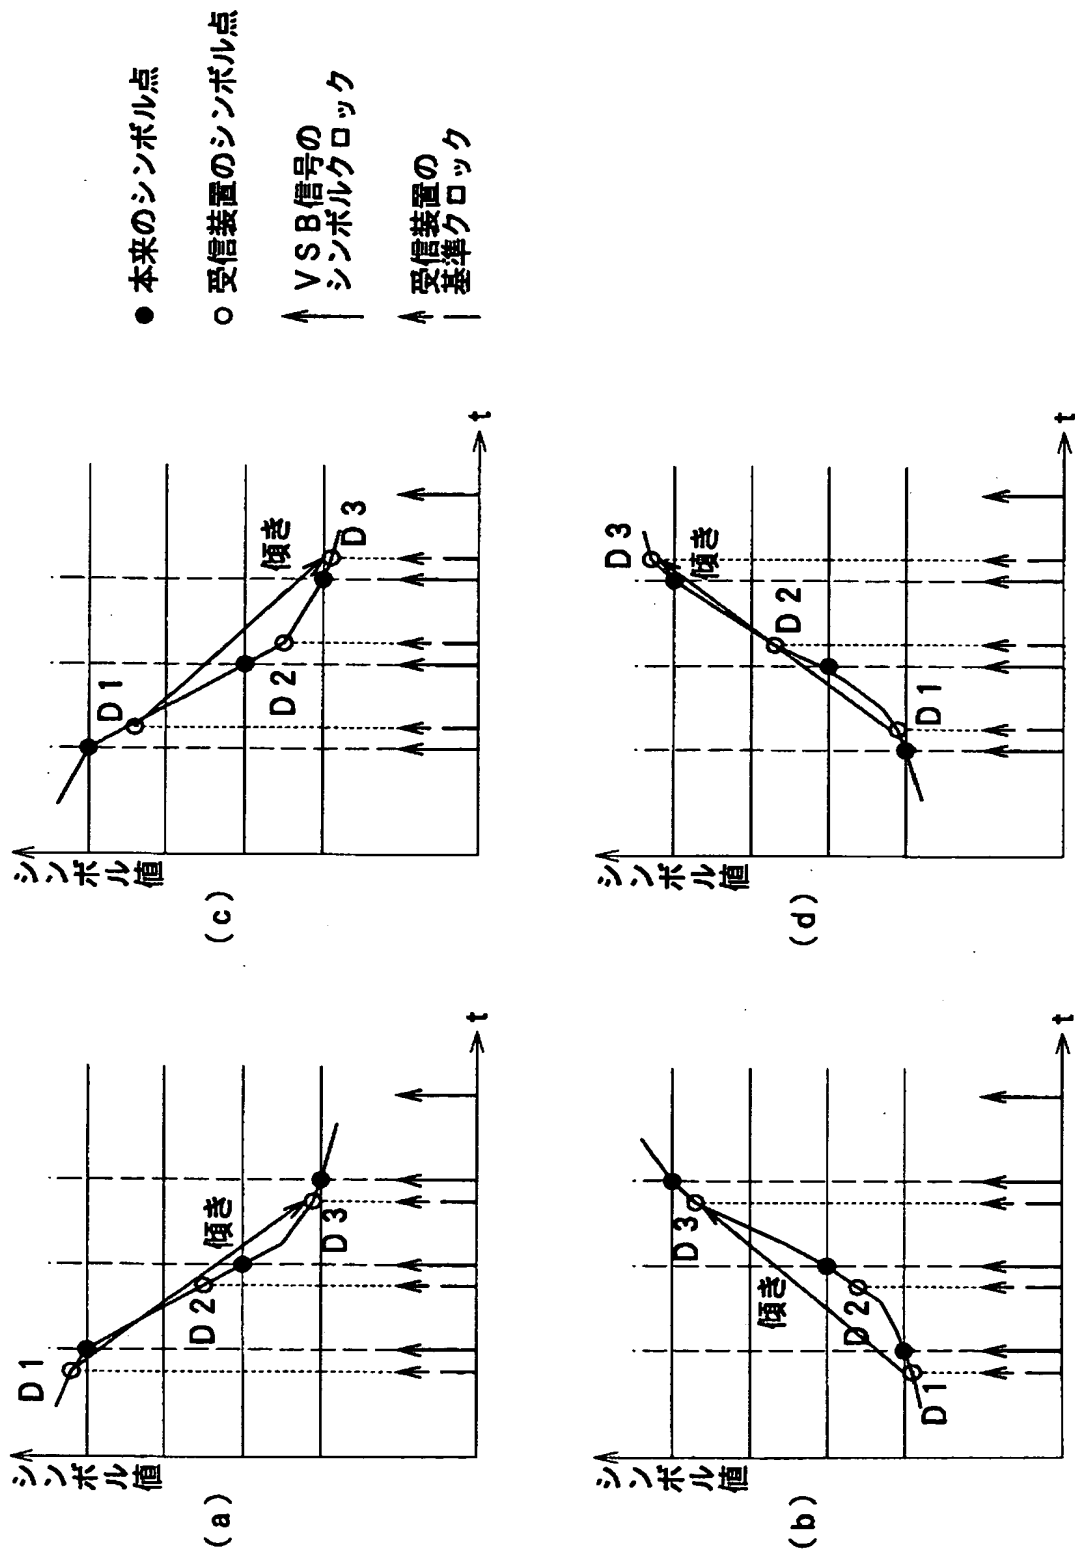 (a)
シンボル値
D1
D2
傾き
D3
t
(b)
シンボル値
D1
D2
傾き
D3
t
(c)
シンボル値
D1
D2
傾き
D3
t
(d)
シンボル値
D1
D2
傾き
D3
t
● 本来のシンボル点
○ 受信装置のシンボル点
VSB信号の
シンボルクロック
受信装置の
基準クロック